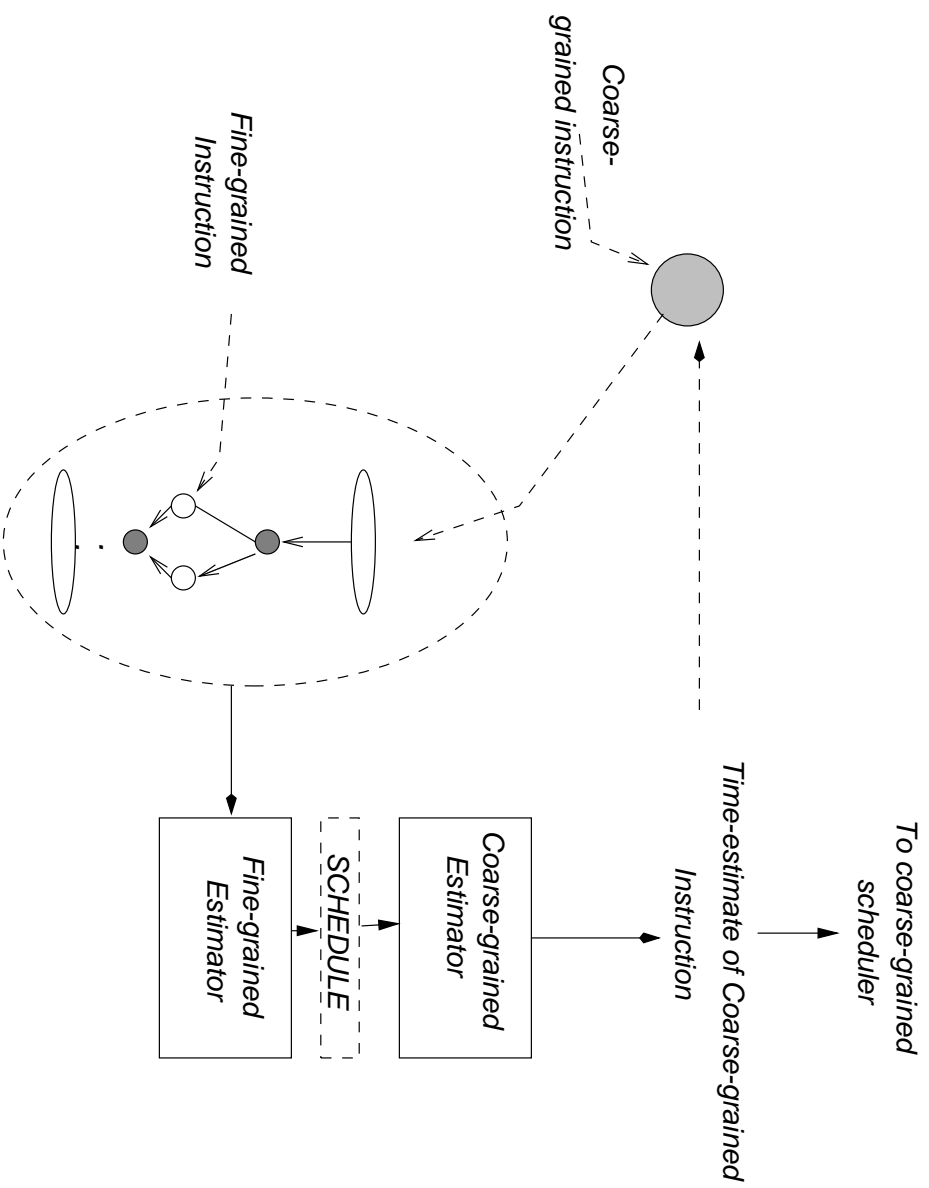 Coarse-
grained instruction
Fine-grained
Instruction
To coarse-grained
scheduler
Time-estimate of Coarse-grained
Instruction
Coarse-grained
Estimator
SCHEDULE
Fine-grained
Estimator